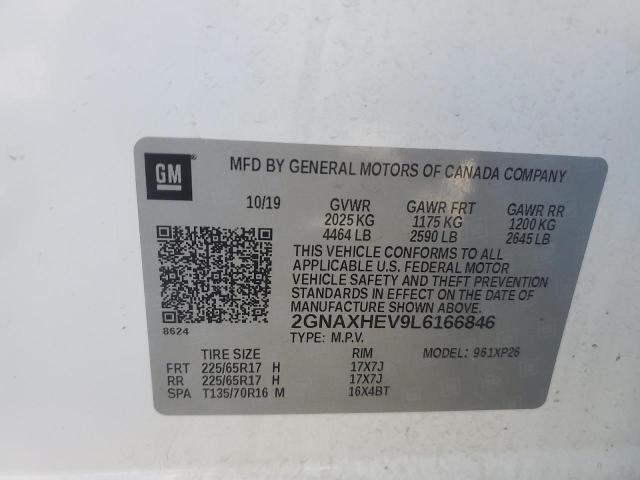 GM
MFD BY GENERAL MOTORS OF CANADA COMPANY
10/19 GVWR GAWR FRT GAWR RR
2025 KG 1175 KG 1200 KG
4464 LB 2590 LB 2645 LB
THIS VEHICLE CONFORMS TO ALL
APPLICABLE U.S. FEDERAL MOTOR
VEHICLE SAFETY AND THEFT PREVENTION
STANDARDS IN EFFECT ON THE DATE OF
MANUFACTURE SHOWN ABOVE.
2GNAXHEV9L6166846
8624
TYPE: M.P.V.
TIRE SIZE RIM MODEL: 961XP26
FRT 225/65R17 H 17X7J
RR 225/65R17 H 17X7J
SPA T135/70R16 M 16X4BT